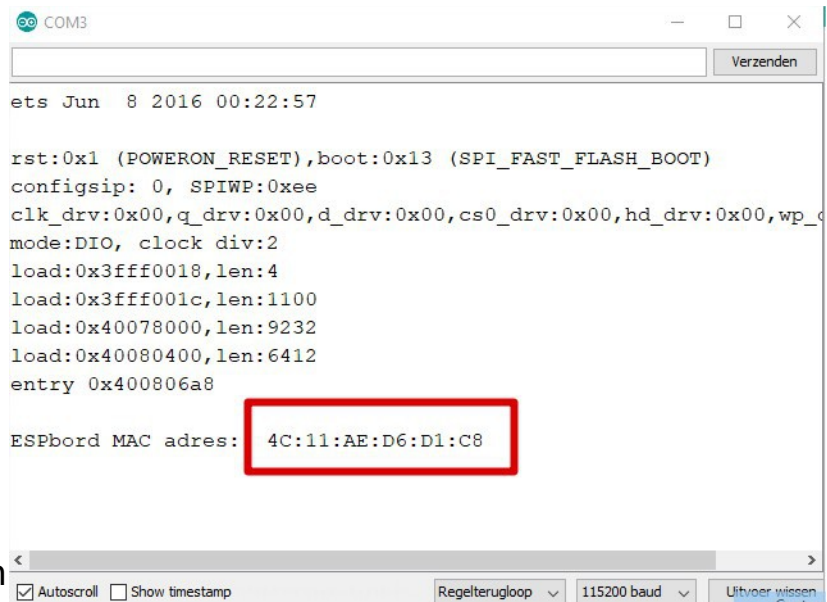 COM3
Verzenden
ets Jun 8 2016 00:22:57
rst:0x1 (POWERON_RESET),boot:0x13 (SPI_FAST_FLASH_BOOT)
configsip: 0, SPIWP:0xee
clk_drv:0x00,q_drv:0x00,d_drv:0x00,cs0_drv:0x00,hd_drv:0x00,wp_
mode:DIO, clock div:2
load:0x3fff0018,len:4
load:0x3fff001c,len:1100
load:0x40078000,len:9232
load:0x40080400,len:6412
entry 0x400806a8
ESPbord MAC adres: 4C:11:AE:D6:D1:C8
Autoscroll Show timestamp Regelterugloop 115200 baud Uitvoer wissen